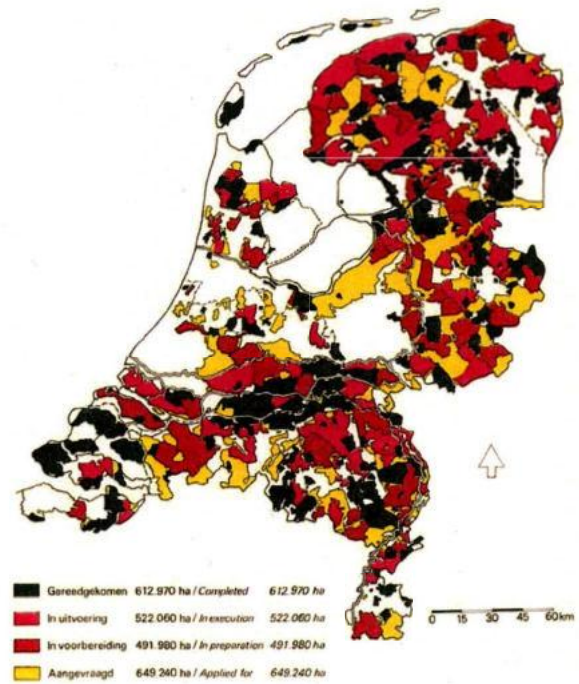 Gereedgekomen 612.970 ha / Completed 612.970 ha
In uitvoering 522.060 ha / In execution 522.060 ha
In voorbereiding 491.980 ha / In preparation 491.980 ha
Aangevraagd 649.240 ha / Applied for 649.240 ha
0 15 30 45 60 km